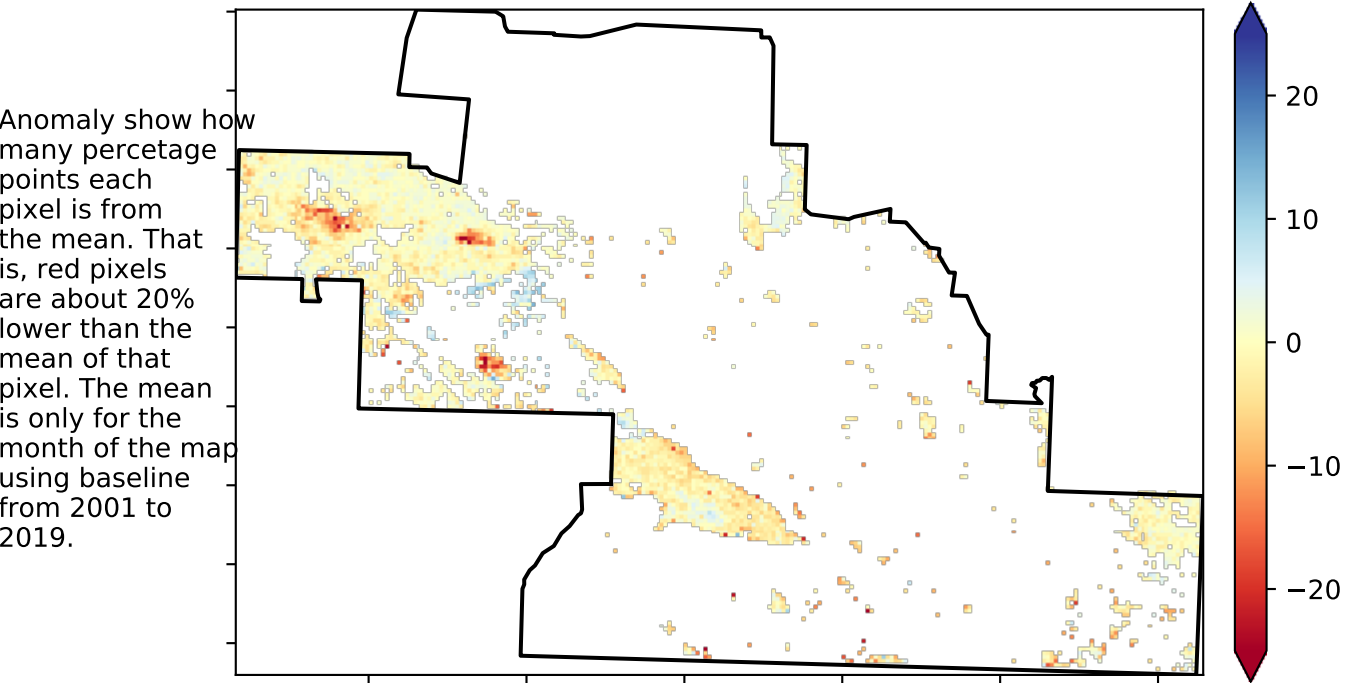 Anomaly show how
many percetage
points each
pixel is from
the mean. That
is, red pixels
are about 20%
lower than the
mean of that
pixel. The mean
is only for the
month of the map
using baseline
from 2001 to
2019.
20
10
0
−10
−20